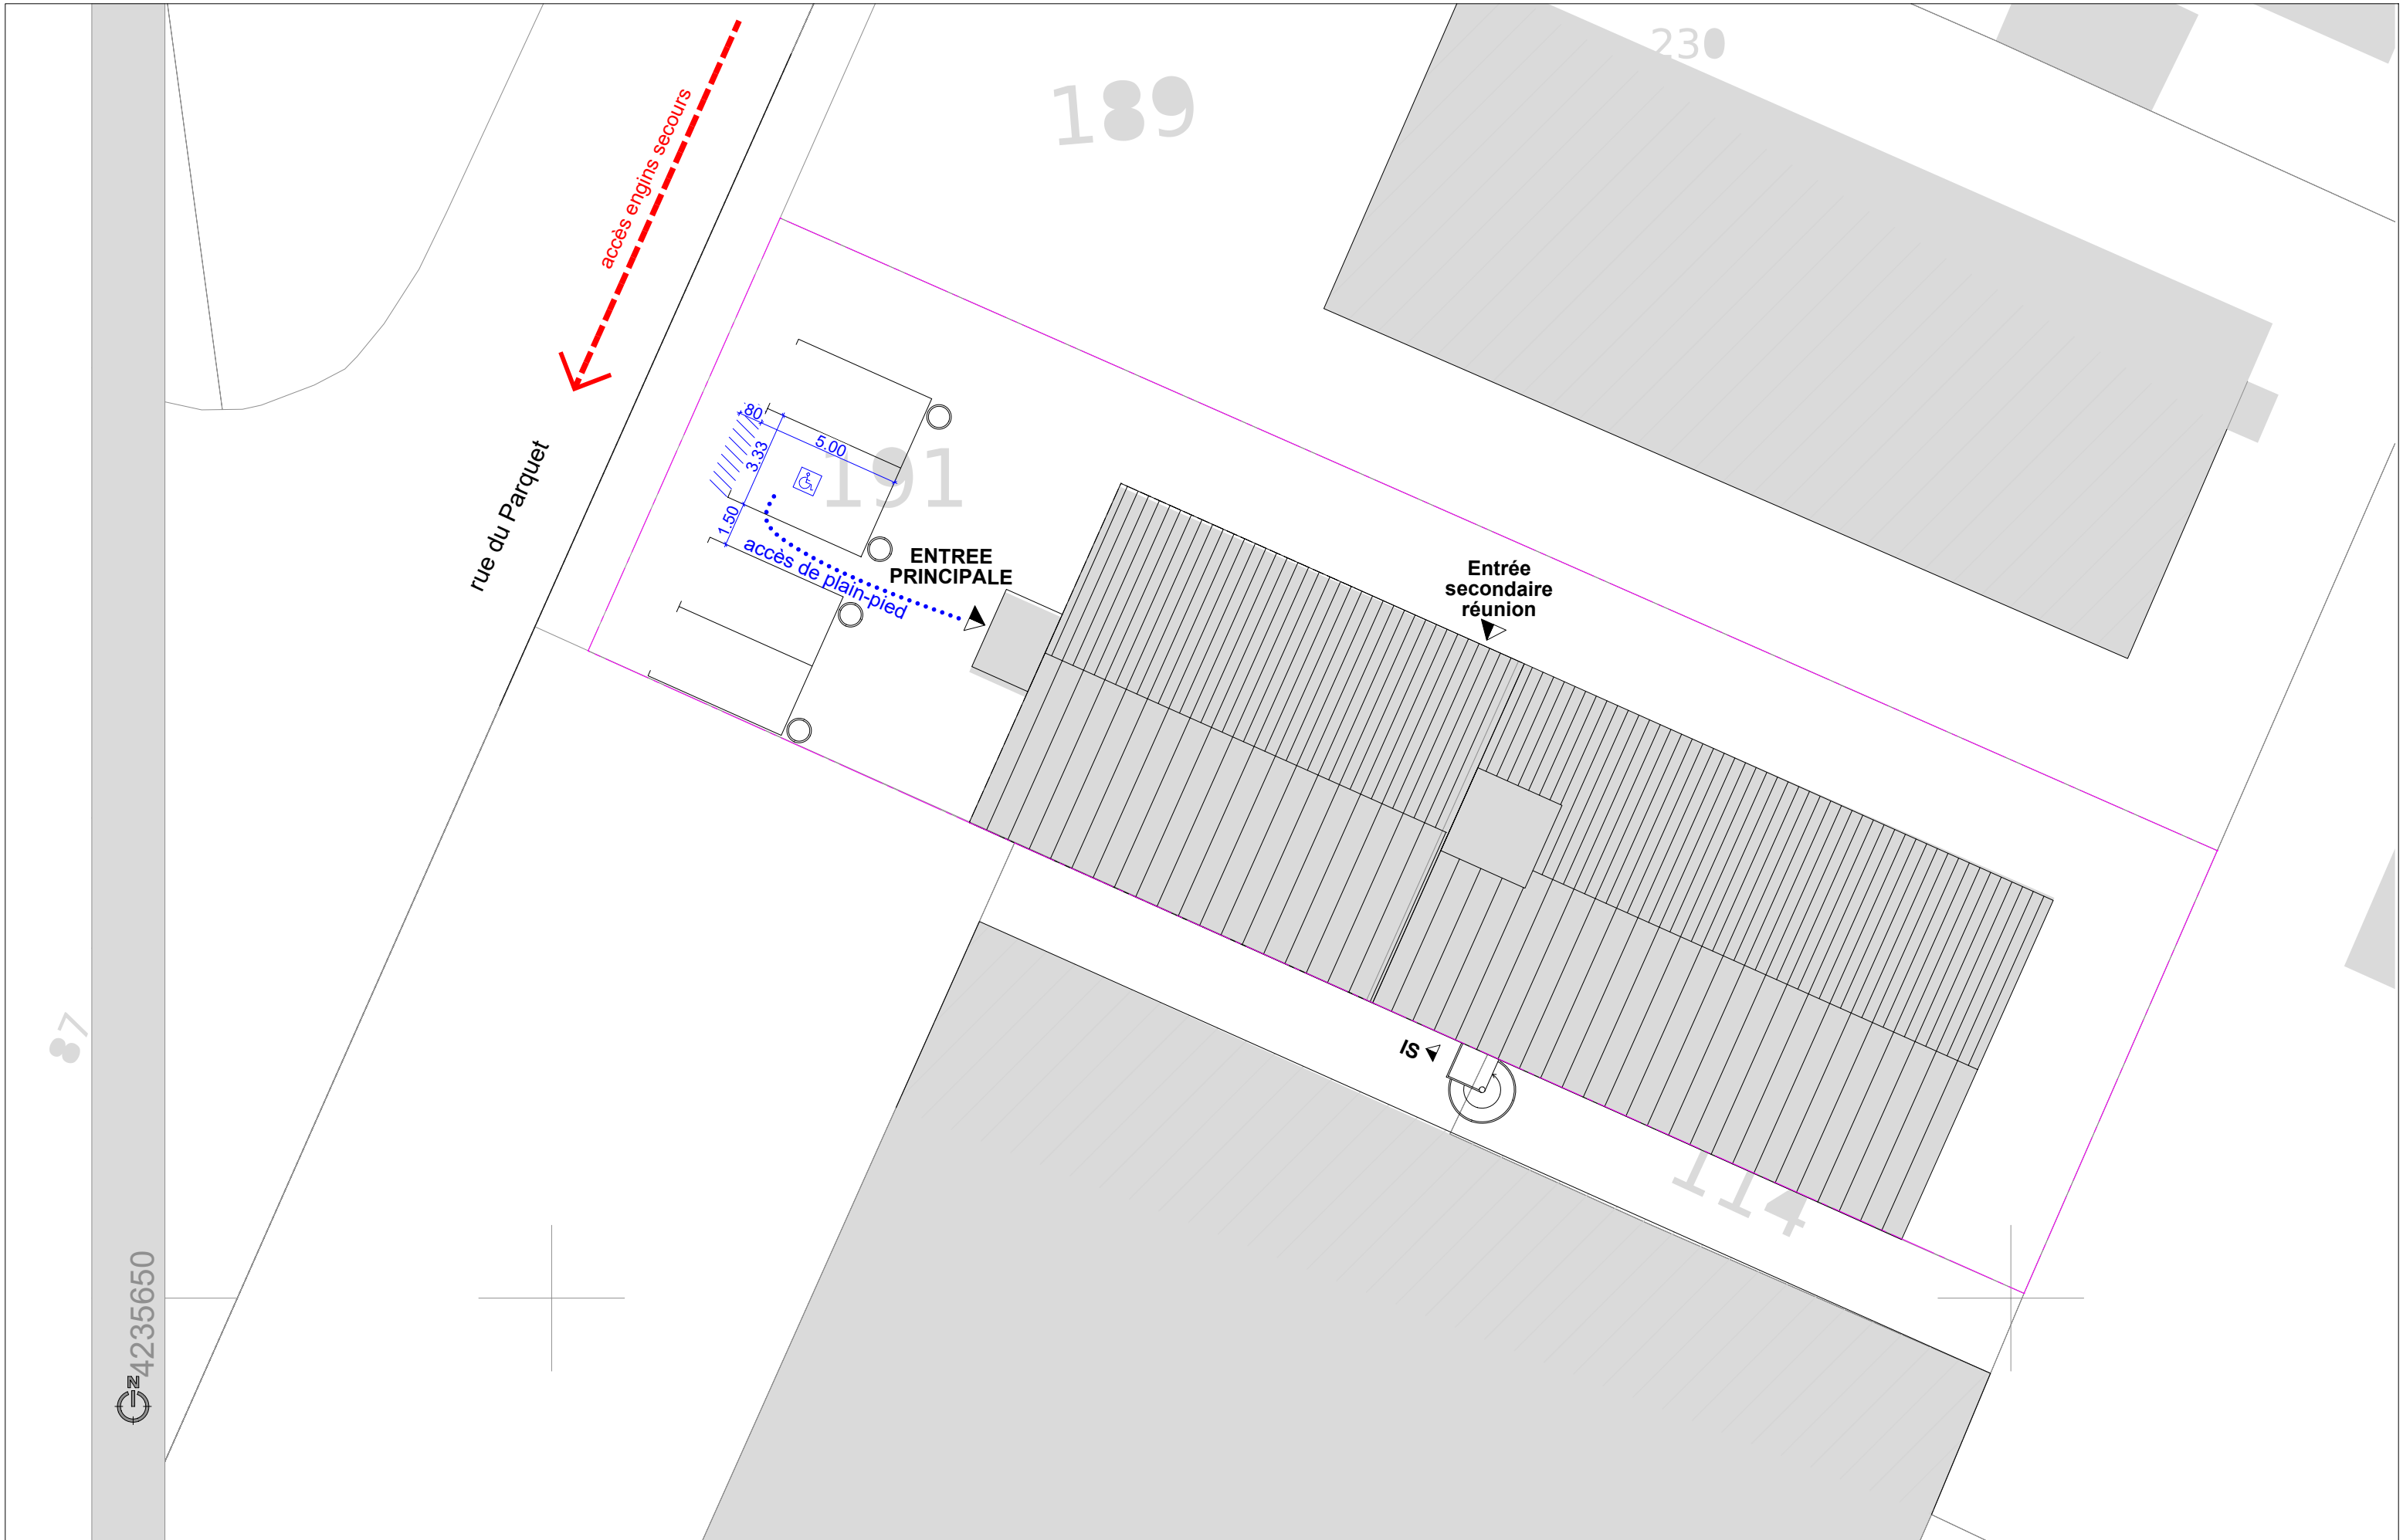 230
189
accès engins secours
rue du Parquet
80
5.00
3.33
191
1.50
accès de plain-pied
ENTREE
PRINCIPALE
Entrée
secondaire
réunion
IS
87
114
4235650
N